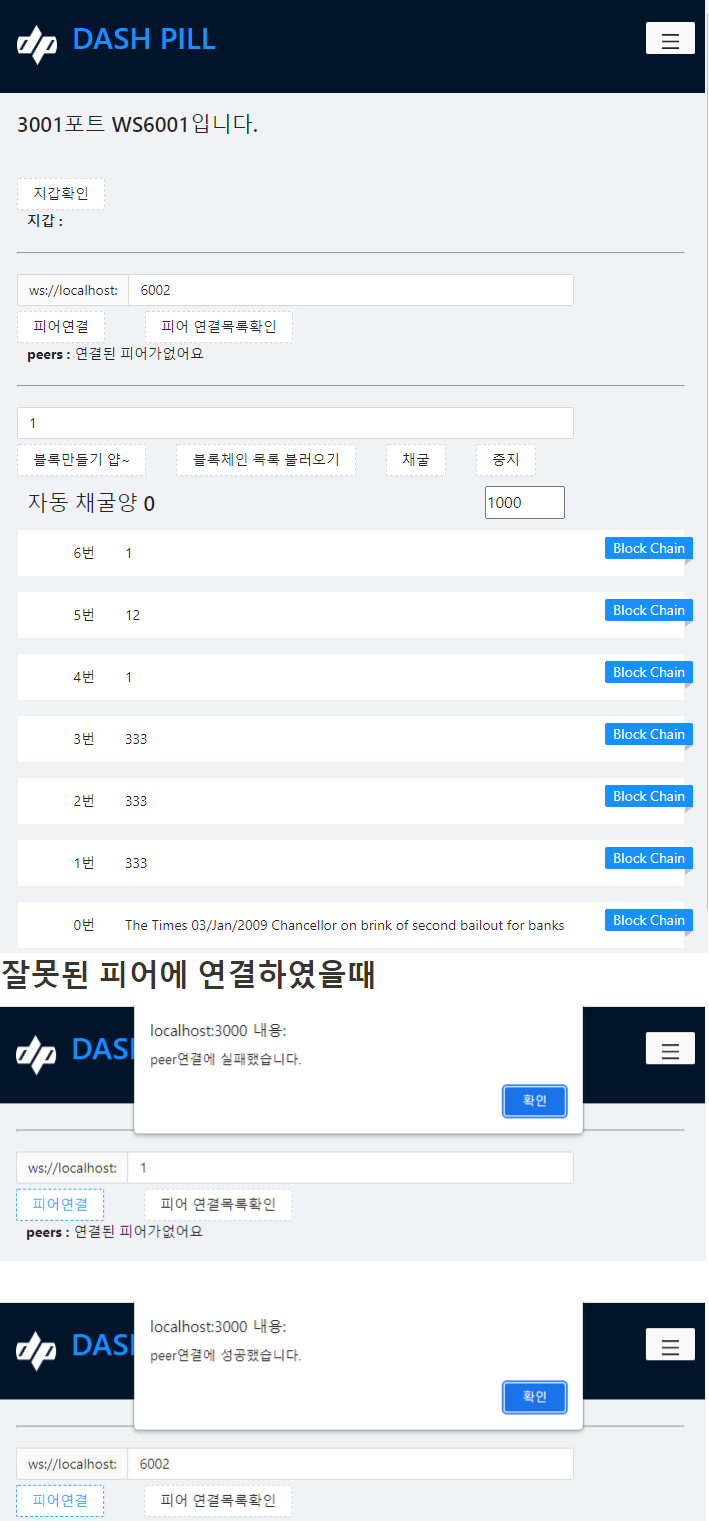 DASH PILL
3001포트 WS6001입니다.
지갑확인
지갑 :
ws://localhost: 6002
피어연결 피어 연결목록확인
peers : 연결된 피어가없어요
1
블록만들기 얍~ 블록체인 목록 불러오기 채굴 중지
자동 채굴양 0 1000
6번 1 Block Chain
5번 12 Block Chain
4번 1 Block Chain
3번 333 Block Chain
2번 333 Block Chain
1번 333 Block Chain
0번 The Times 03/Jan/2009 Chancellor on brink of second bailout for banks Block Chain
잘못된 피어에 연결하였을때
DASH
localhost:3000 내용:
peer연결에 실패했습니다.
확인
ws://localhost: 1
피어연결 피어 연결목록확인
peers : 연결된 피어가없어요
DASH
localhost:3000 내용:
peer연결에 성공했습니다.
확인
ws://localhost: 6002
피어연결 피어 연결목록확인